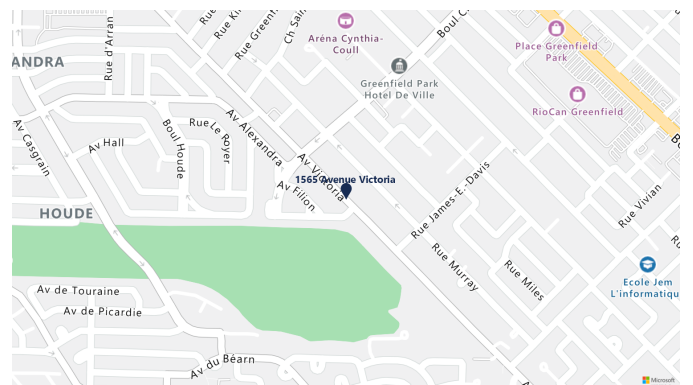 Rue Ki
Rue Greenf
Ch Sain
Rue d'Arran
ANDRA
Aréna Cynthia-
Coull
Boul C
Place Greenfield
Park
Greenfield Park
Hotel De Ville
RioCan Greenfield
Av Casgrain
Av Hall
Boul Houde
Rue Le Royer
Av Alexandra
Bo
Av Victoria
1565 Avenue Victoria
Av Filion
Rue James-E.-Davis
Rue Vivian
HOUDE
Rue Murray
Rue Miles
Ru
Ecole Jem
L'informatiqu
Av de Touraine
Av de Picardie
Av du Béarn
A
Microsoft